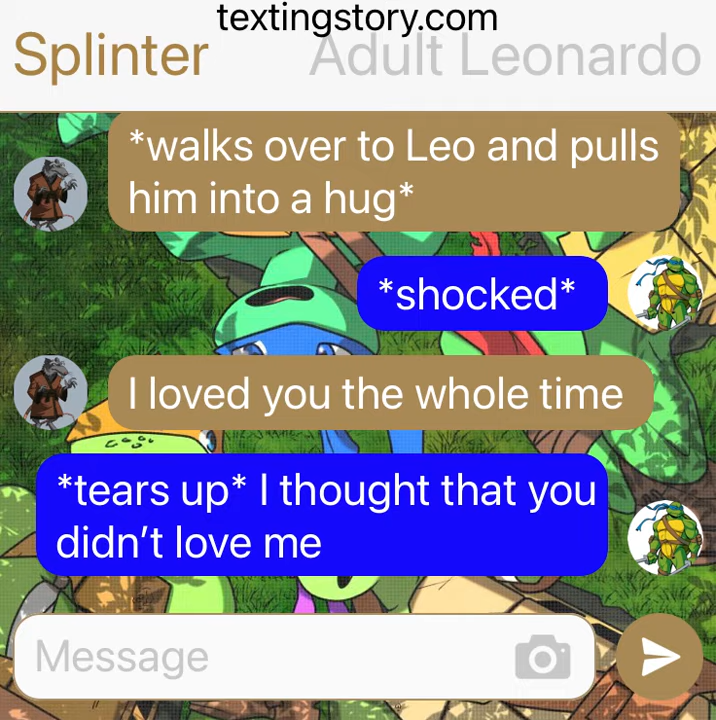 textingstory.com
Splinter
Adult Leonardo
*walks over to Leo and pulls
him into a hug*
*shocked*
I loved you the whole time
*tears up* I thought that you
didn’t love me
Message